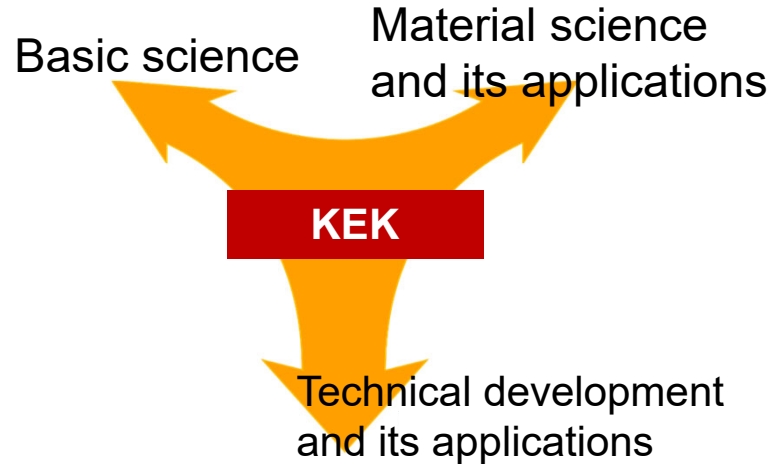 Basic science
Material science
and its applications
KEK
Technical development
and its applications